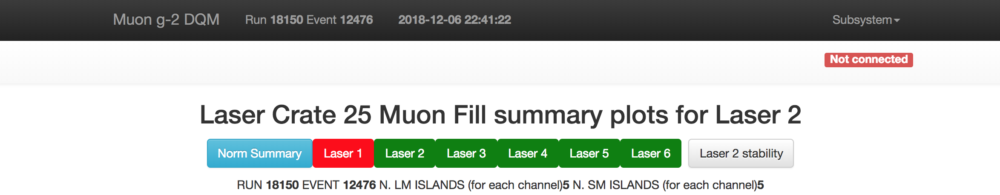 Muon g-2 DQM Run 18150 Event 12476 2018-12-06 22:41:22 Subsystem
Not connected
Laser Crate 25 Muon Fill summary plots for Laser 2
Norm Summary Laser 1 Laser 2 Laser 3 Laser 4 Laser 5 Laser 6 Laser 2 stability
RUN 18150 EVENT 12476 N. LM ISLANDS (for each channel)5 N. SM ISLANDS (for each channel)5